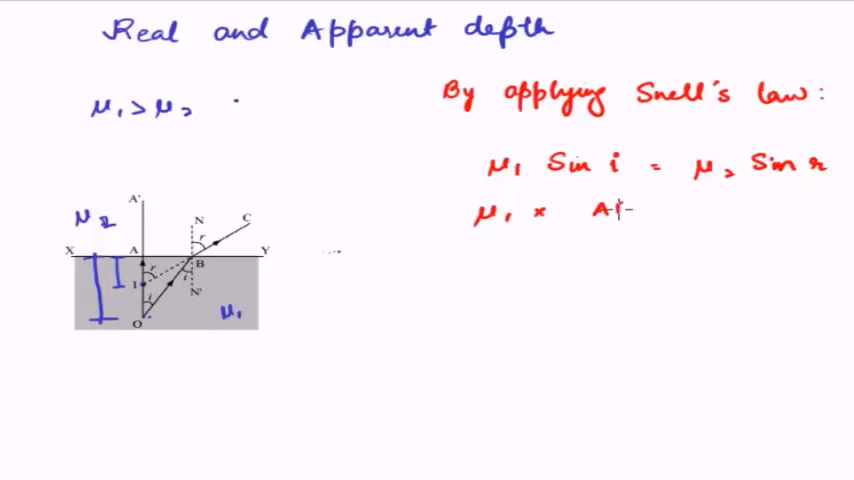 Real and Apparent depth
μ₁ > μ₂
By applying Snell's law:
μ₁ Sin i = μ₂ Sin r
μ₁ ×
A'
μ₂
N
C
r
X
A
Y
B
r
i
I
N'
i
μ₁
O